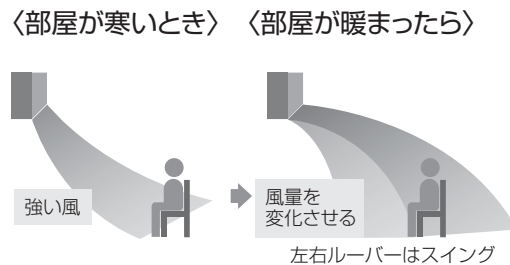 〈部屋が寒いとき〉
〈部屋が暖まったら〉
強い風
風量を
変化させる
左右ルーバーはスイング